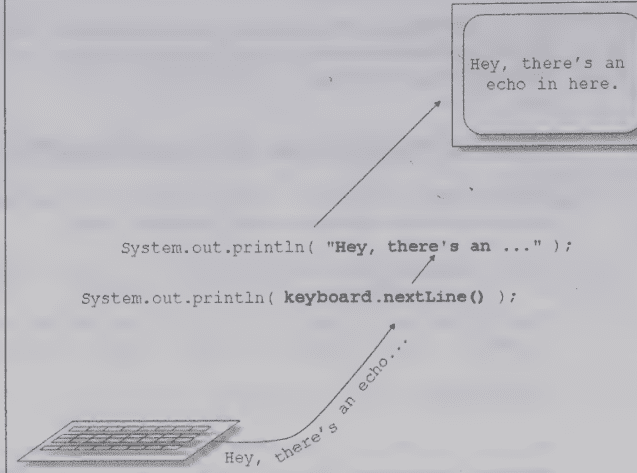 Hey, there's an
echo in here.
System.out.println( "Hey, there's an ..." );
System.out.println( keyboard.nextLine() );
Hey, there's an echo...